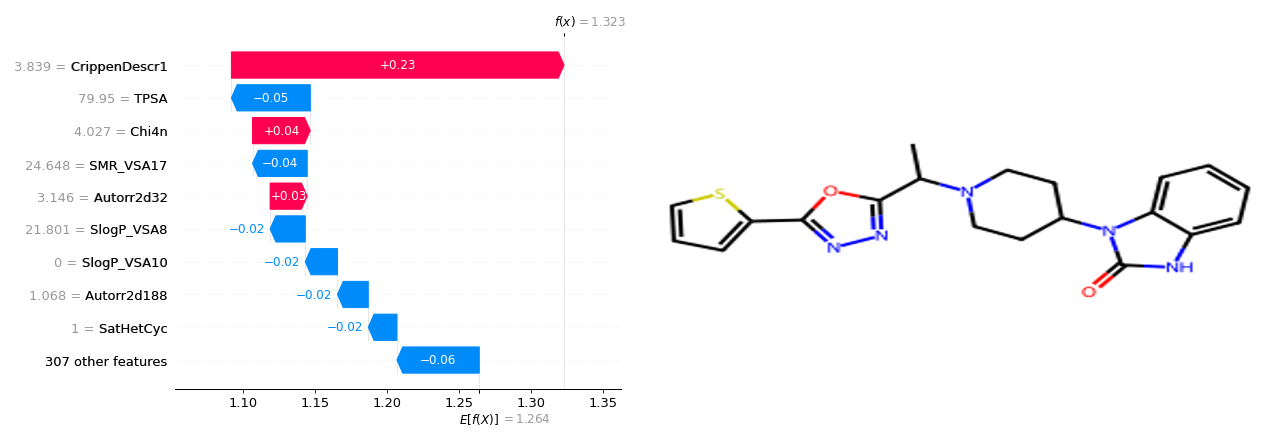 f(x) = 1.323
3.839 = CrippenDescr1 +0.23
79.95 = TPSA −0.05
4.027 = Chi4n +0.04
24.648 = SMR_VSA17 −0.04
3.146 = Autorr2d32 +0.03
21.801 = SlogP_VSA8 −0.02
0 = SlogP_VSA10 −0.02
1.068 = Autorr2d188 −0.02
1 = SatHetCyc −0.02
307 other features −0.06
1.10 1.15 1.20 1.25 1.30 1.35
E[f(X)] = 1.264
S
O
N
N
N
N
NH
O